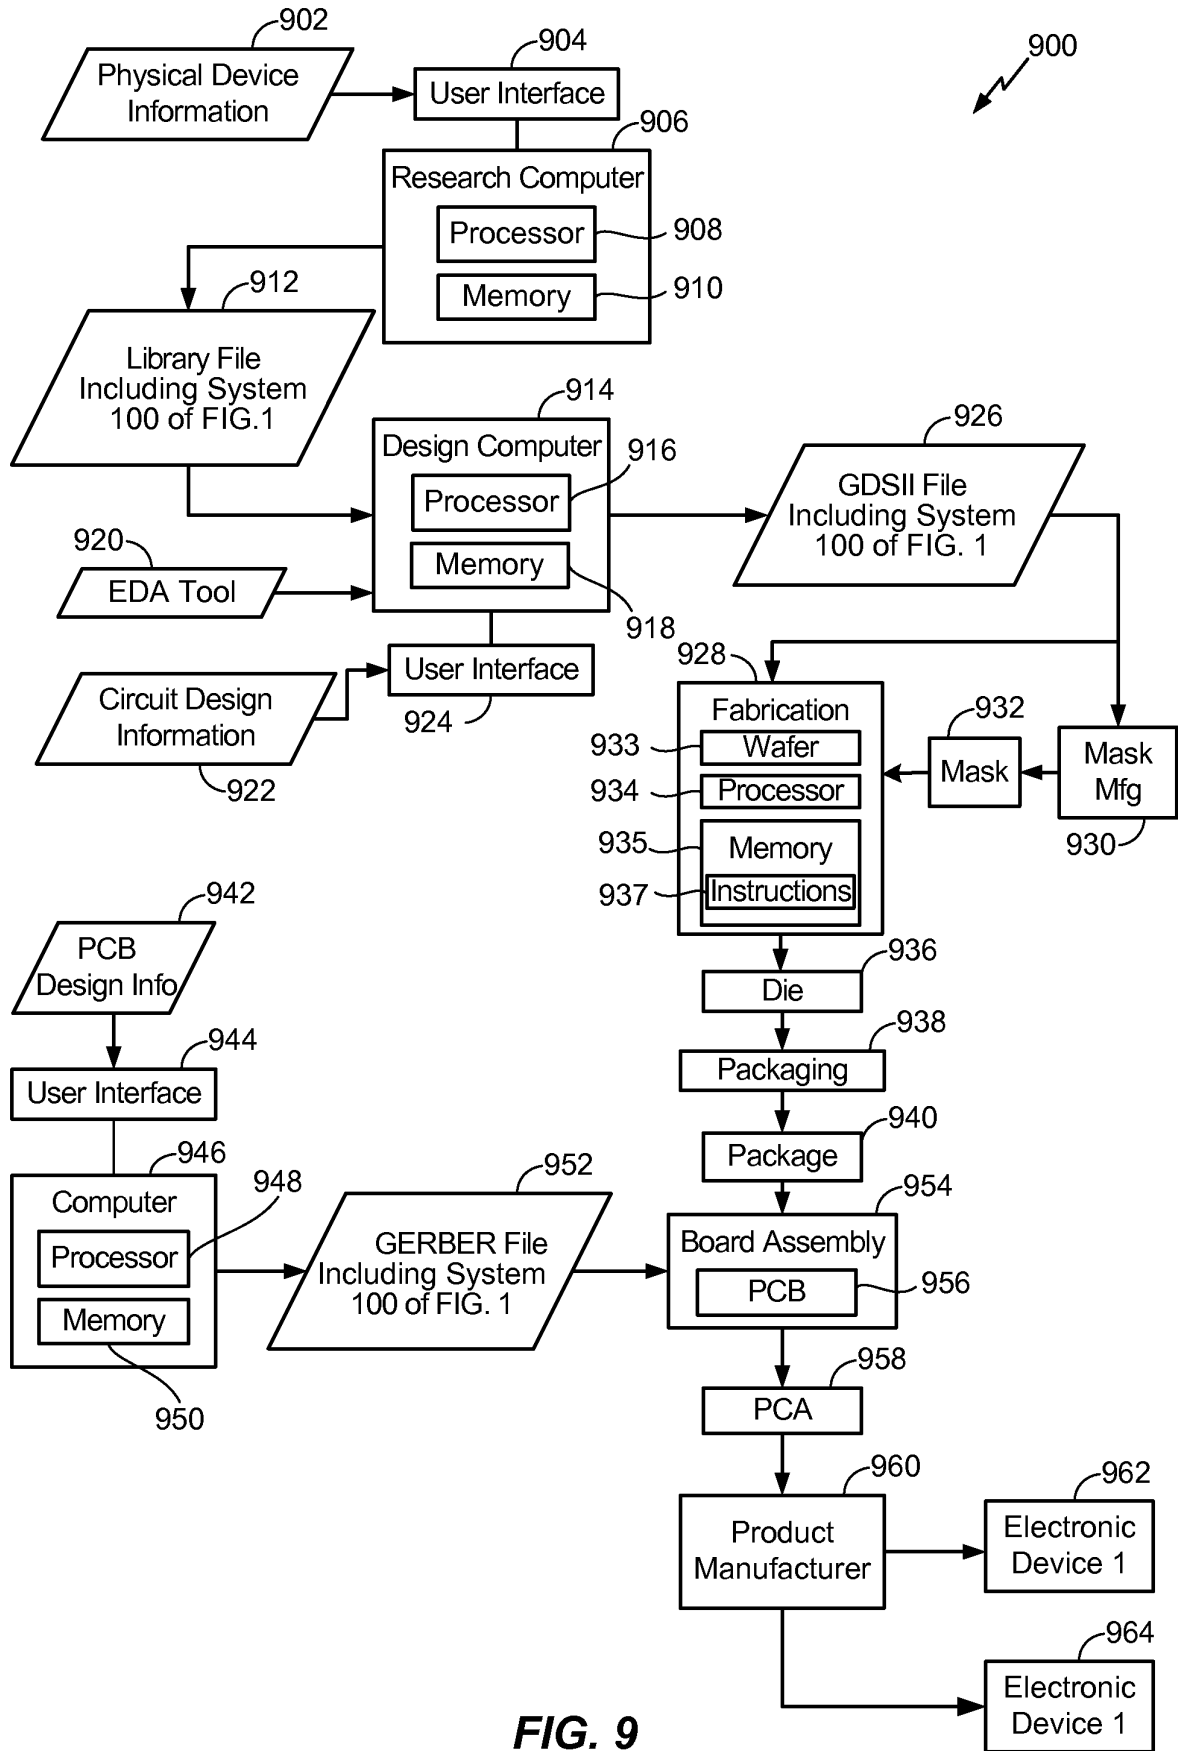 902
Physical Device
Information
904
User Interface
900
906
Research Computer
Processor
908
Memory
910
912
Library File
Including System
100 of FIG.1
914
Design Computer
916
Processor
Memory
918
920
EDA Tool
User Interface
924
Circuit Design
Information
922
926
GDSII File
Including System
100 of FIG. 1
928
Fabrication
933
Wafer
934
Processor
935
Memory
937
Instructions
932
Mask
Mask
Mfg
930
936
Die
938
Packaging
940
Package
942
PCB
Design Info
944
User Interface
946
Computer
948
Processor
Memory
950
952
GERBER File
Including System
100 of FIG. 1
954
Board Assembly
PCB
956
958
PCA
960
Product
Manufacturer
962
Electronic
Device 1
964
Electronic
Device 1
FIG. 9